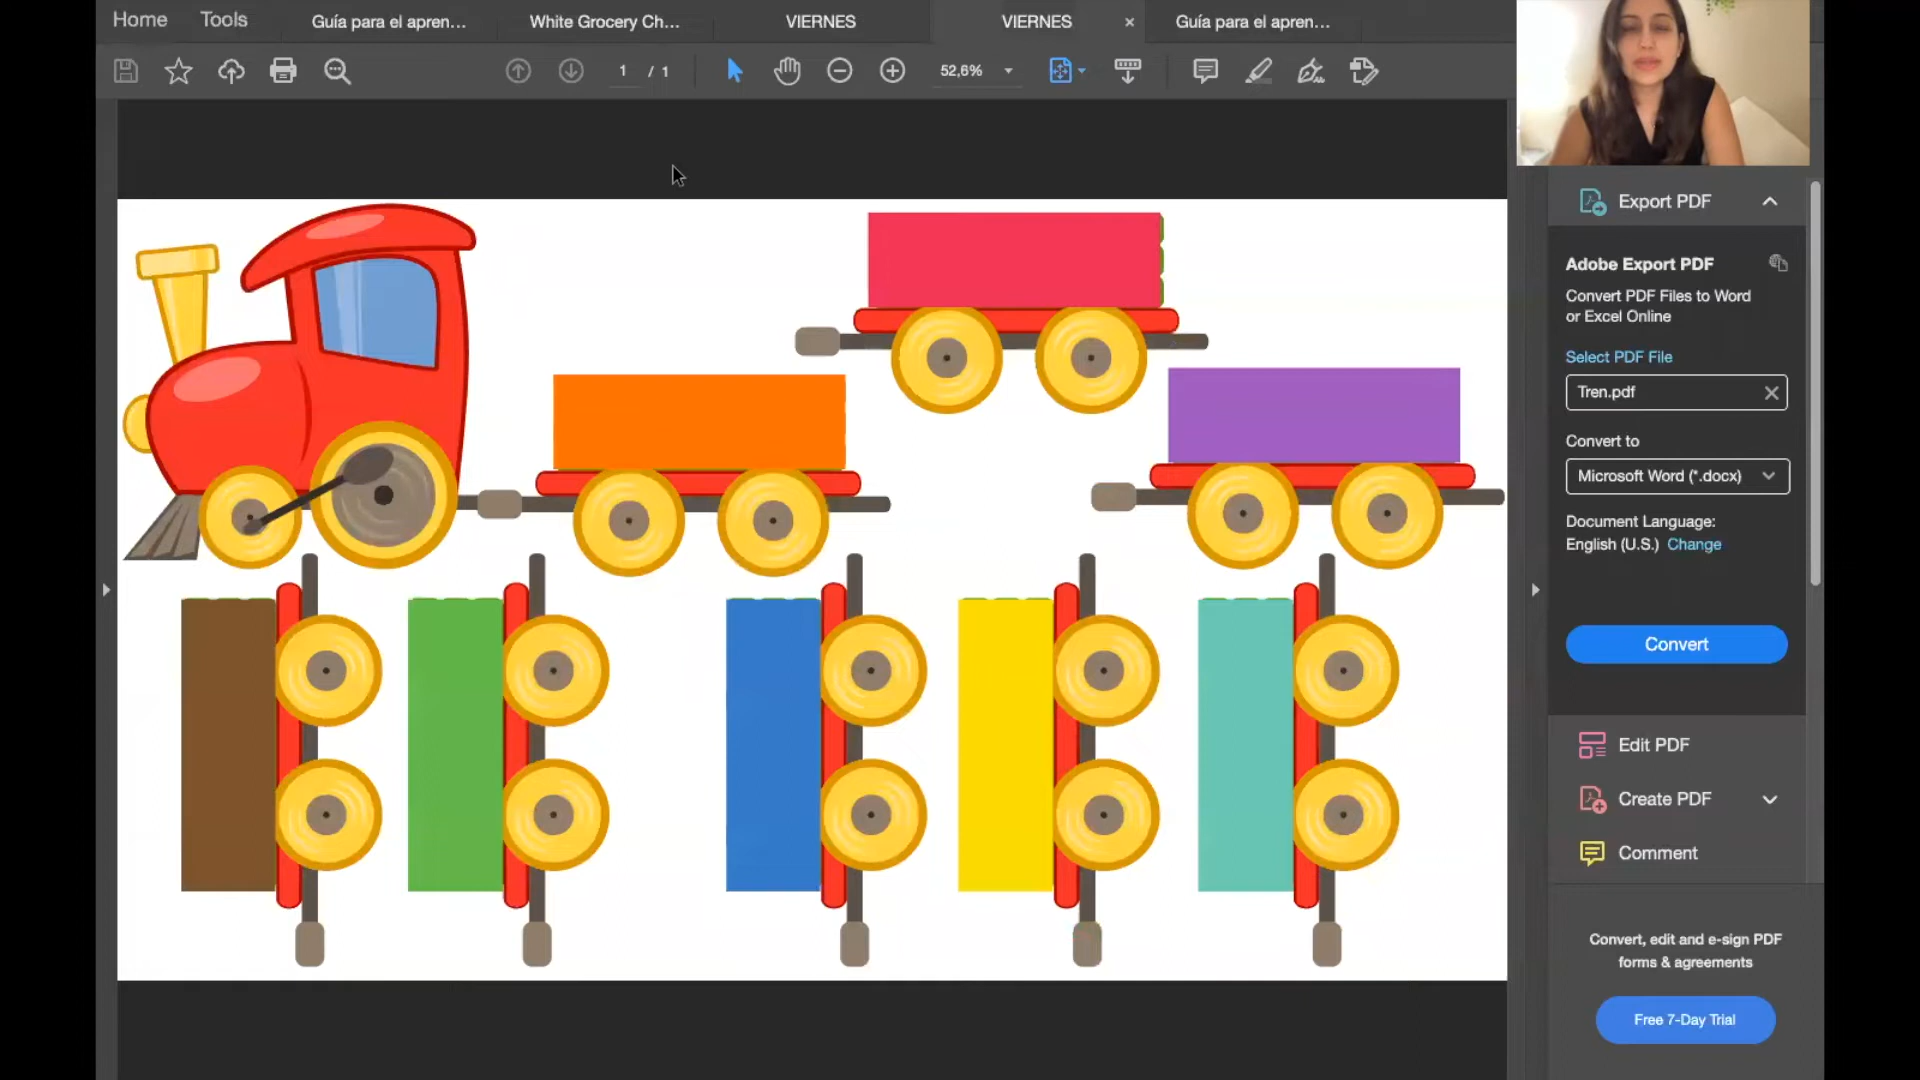 Home
Tools
Guía para el apren...
White Grocery Ch...
VIERNES
VIERNES
Guía para el apren...
1 / 1
52,6%
Export PDF
Adobe Export PDF
Convert PDF Files to Word
or Excel Online
Select PDF File
Tren.pdf
Convert to
Microsoft Word (*.docx)
Document Language:
English (U.S.) Change
Convert
Edit PDF
Create PDF
Comment
Convert, edit and e-sign PDF
forms & agreements
Free 7-Day Trial